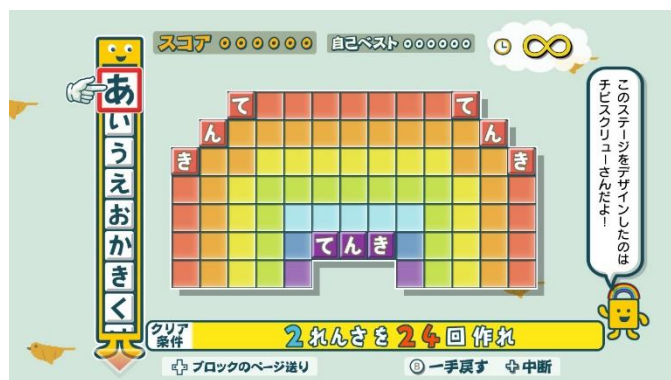 スコア 000000
自己ベスト 000000
∞
あ
い
う
え
お
か
き
く
て て
ん ん
き き
てんき
このステージをデザインしたのは
チビスクリューさんだよ！
クリア
条件
2れんさを24回作れ
ブロックのページ送り
B 一手戻す
中断